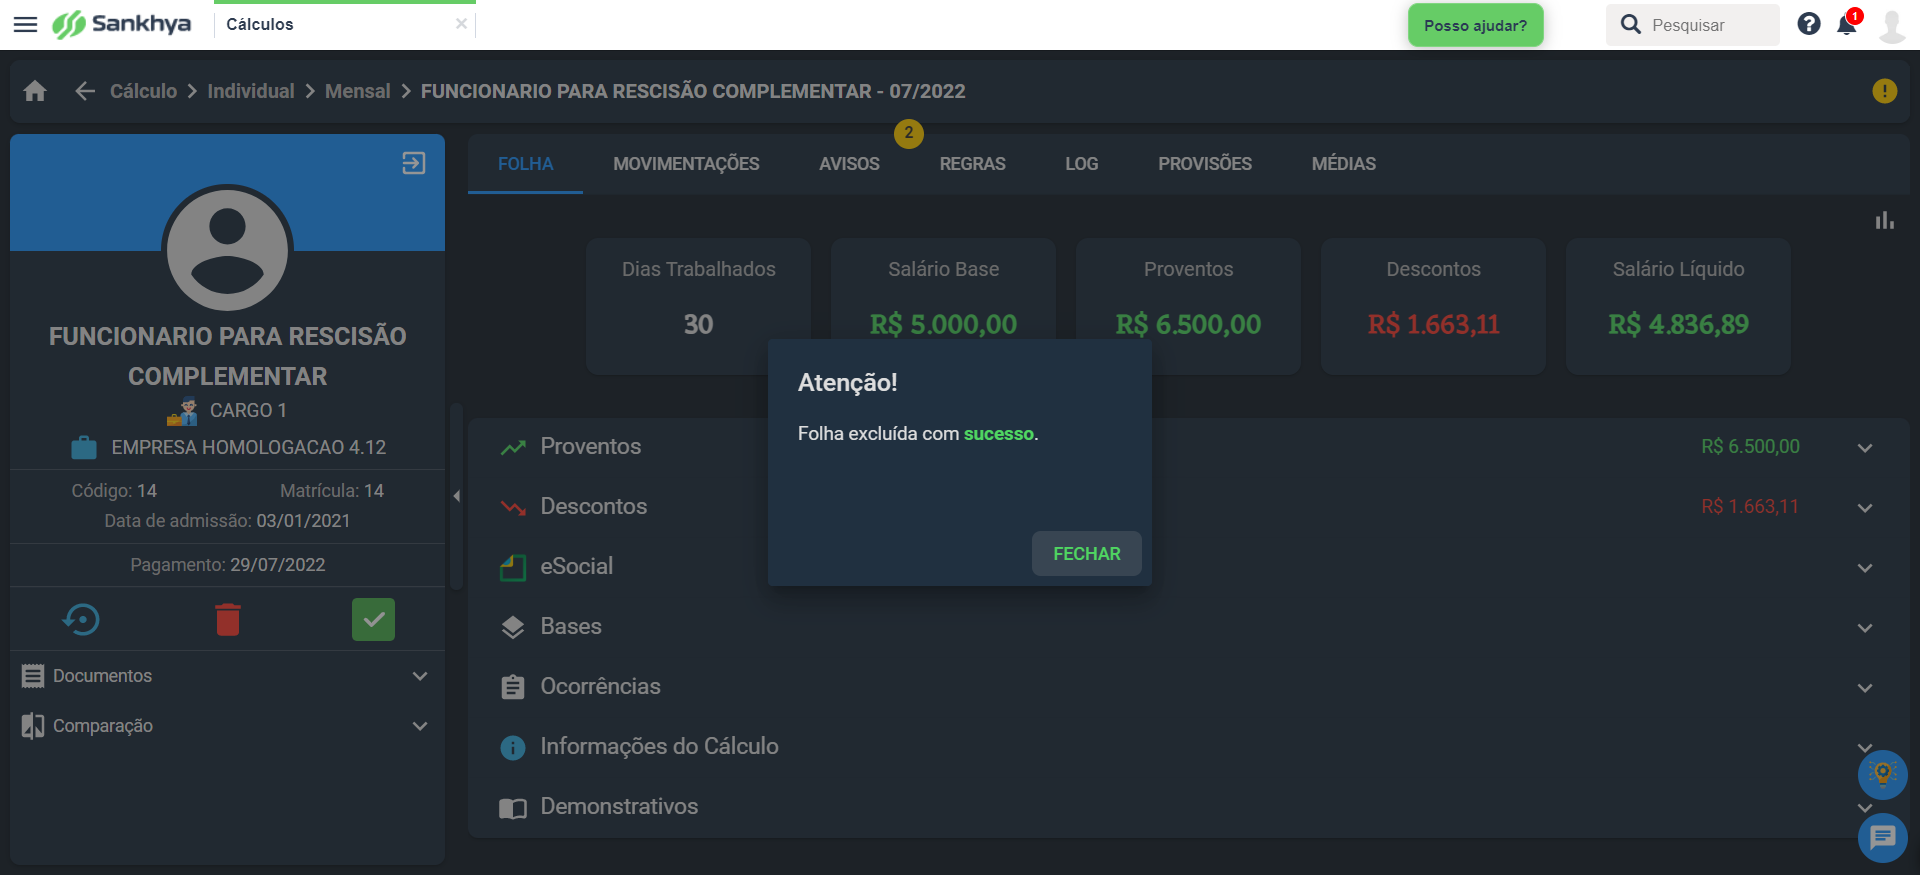 Sankhya
Cálculos
Posso ajudar?
Pesquisar
1
Cálculo
Individual
Mensal
FUNCIONARIO PARA RESCISÃO COMPLEMENTAR - 07/2022
2
FOLHA
MOVIMENTAÇÕES
AVISOS
REGRAS
LOG
PROVISÕES
MÉDIAS
Dias Trabalhados
30
Salário Base
R$ 5.000,00
Proventos
R$ 6.500,00
Descontos
R$ 1.663,11
Salário Líquido
R$ 4.836,89
FUNCIONARIO PARA RESCISÃO
COMPLEMENTAR
CARGO 1
EMPRESA HOMOLOGACAO 4.12
Código: 14
Matrícula: 14
Data de admissão: 03/01/2021
Pagamento: 29/07/2022
Documentos
Comparação
Atenção!
Folha excluída com sucesso.
FECHAR
Proventos
R$ 6.500,00
Descontos
R$ 1.663,11
eSocial
Bases
Ocorrências
Informações do Cálculo
Demonstrativos